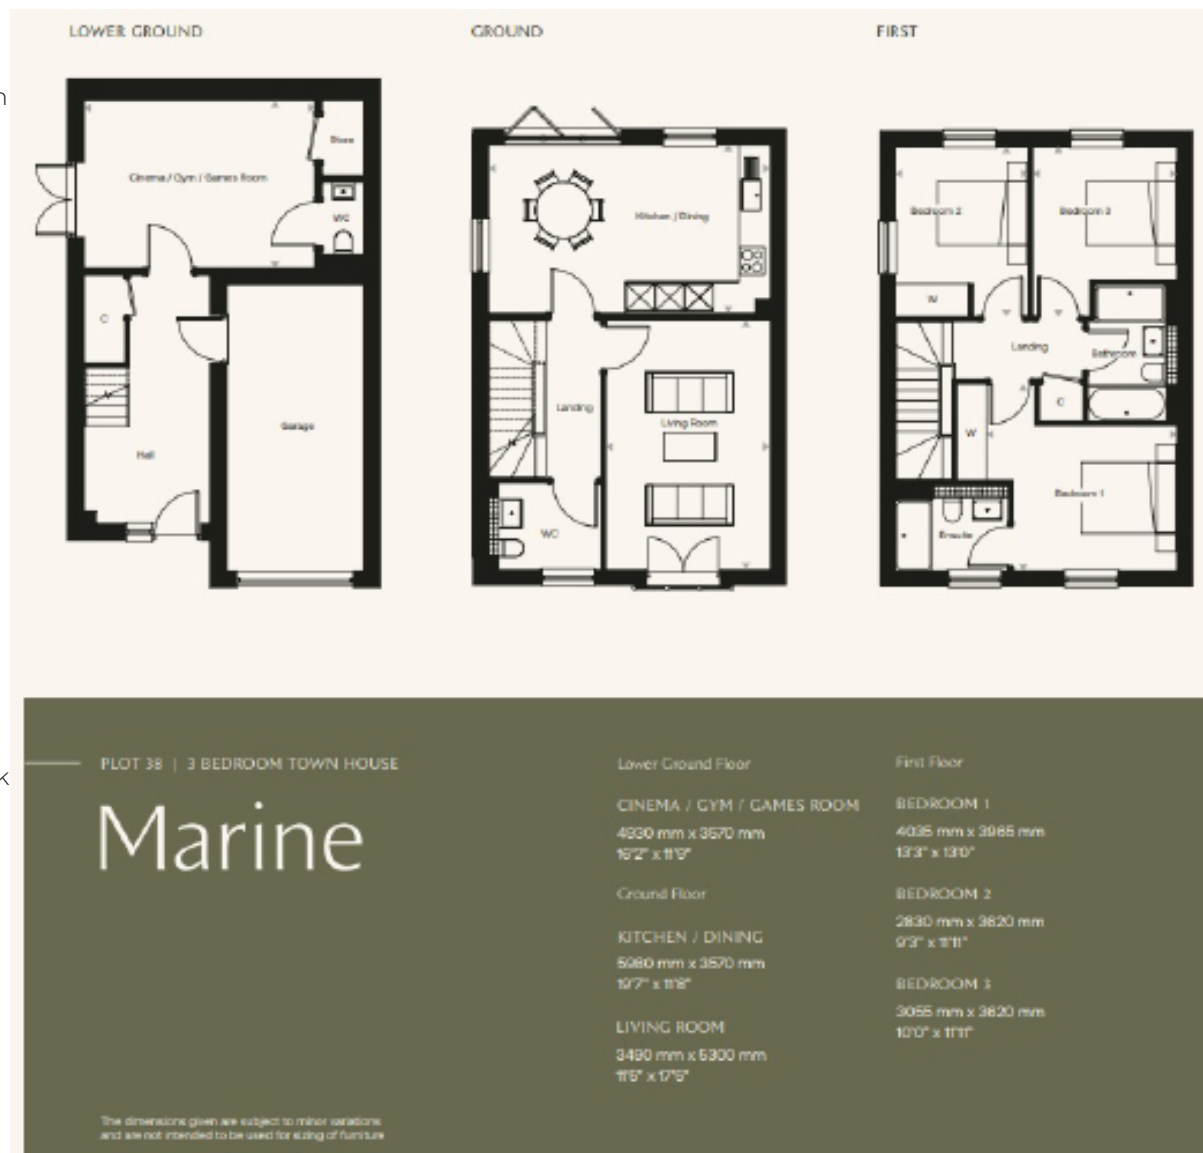 LOWER GROUND
GROUND
FIRST
n
Store
Cinema / Gym / Games Room
WC
C
Garage
Hall
Kitchen / Dining
Landing
Living Room
WC
Bedroom 2
Bedroom 3
W
Landing
Bathroom
C
W
Bedroom 1
Ensuite
k
PLOT 38 | 3 BEDROOM TOWN HOUSE
Marine
The dimensions given are subject to minor variations
and are not intended to be used for sizing of furniture
Lower Ground Floor
CINEMA / GYM / GAMES ROOM
4930 mm x 3570 mm
16'2" x 11'9"
Ground Floor
KITCHEN / DINING
5980 mm x 3570 mm
19'7" x 11'8"
LIVING ROOM
3490 mm x 5300 mm
11'5" x 17'5"
First Floor
BEDROOM 1
4035 mm x 3965 mm
13'3" x 13'0"
BEDROOM 2
2830 mm x 3620 mm
9'3" x 11'11"
BEDROOM 3
3055 mm x 3620 mm
10'0" x 11'11"